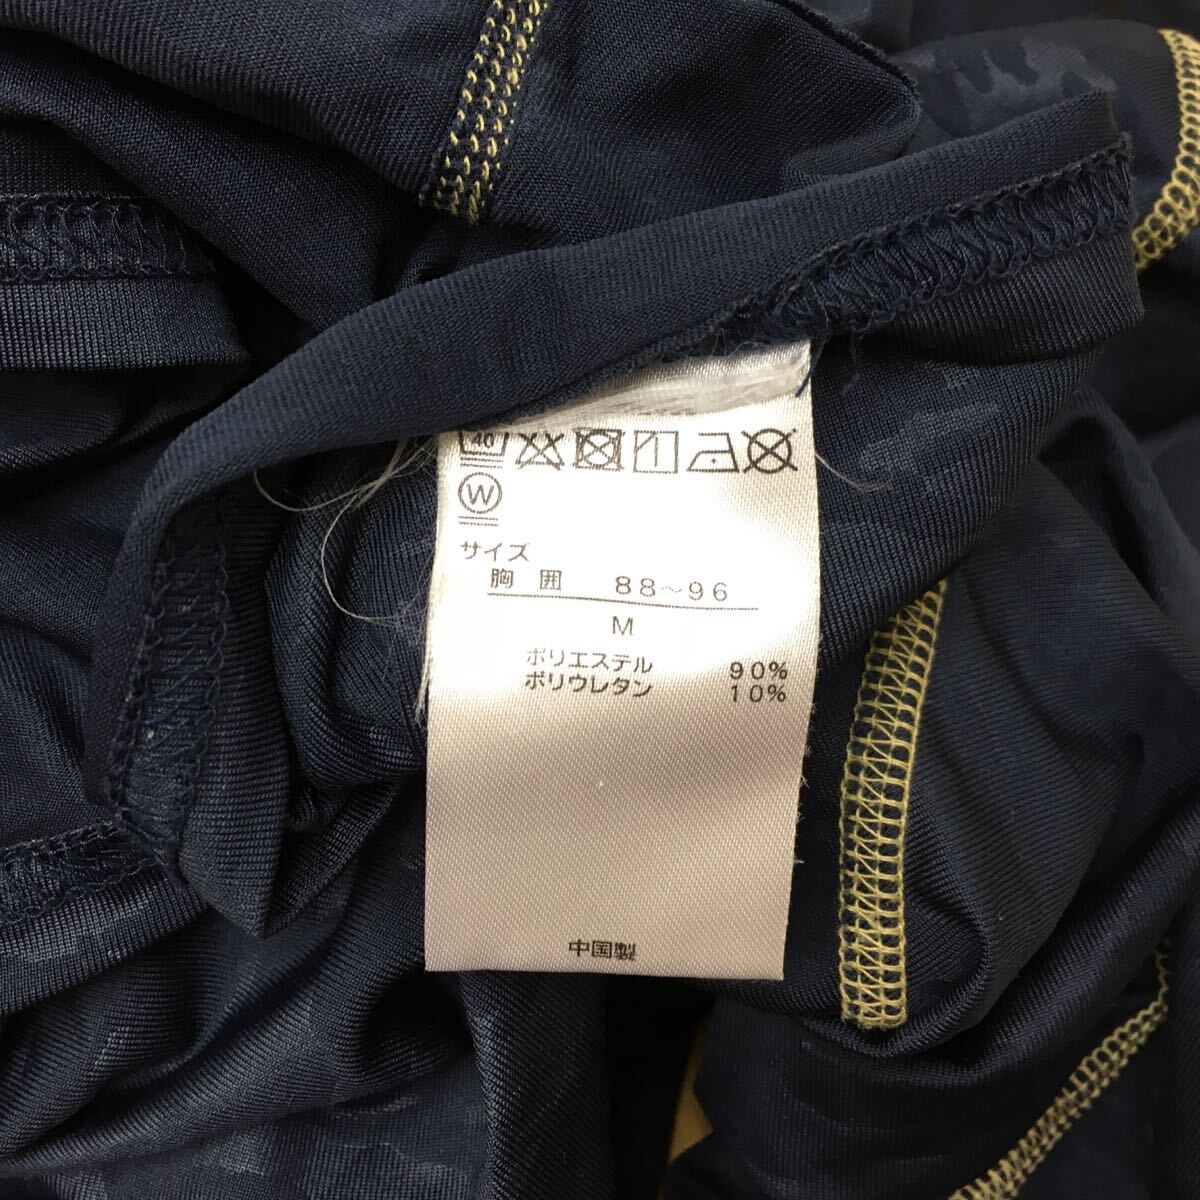 40
W
サイズ
胸囲 88～96
M
ポリエステル 90%
ポリウレタン 10%
中国製